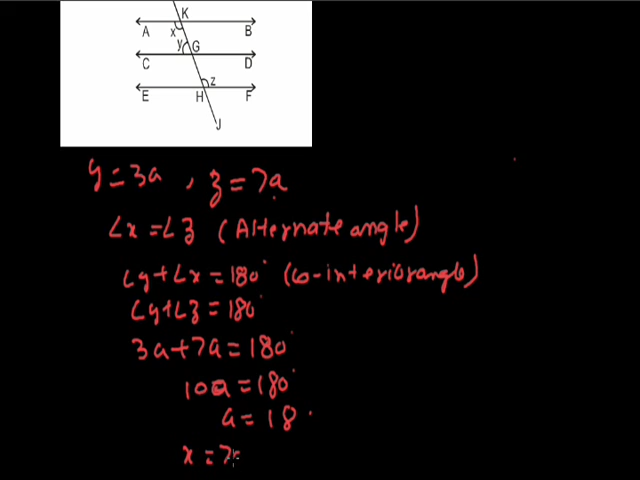 K
A x B
y G
C D
z
E H F
J
y = 3a , z = 7a
∠x = ∠z (Alternate angle)
∠y + ∠x = 180° (Co-interior angle)
∠y + ∠z = 180°
3a + 7a = 180°
10a = 180°
a = 18°
x = 7